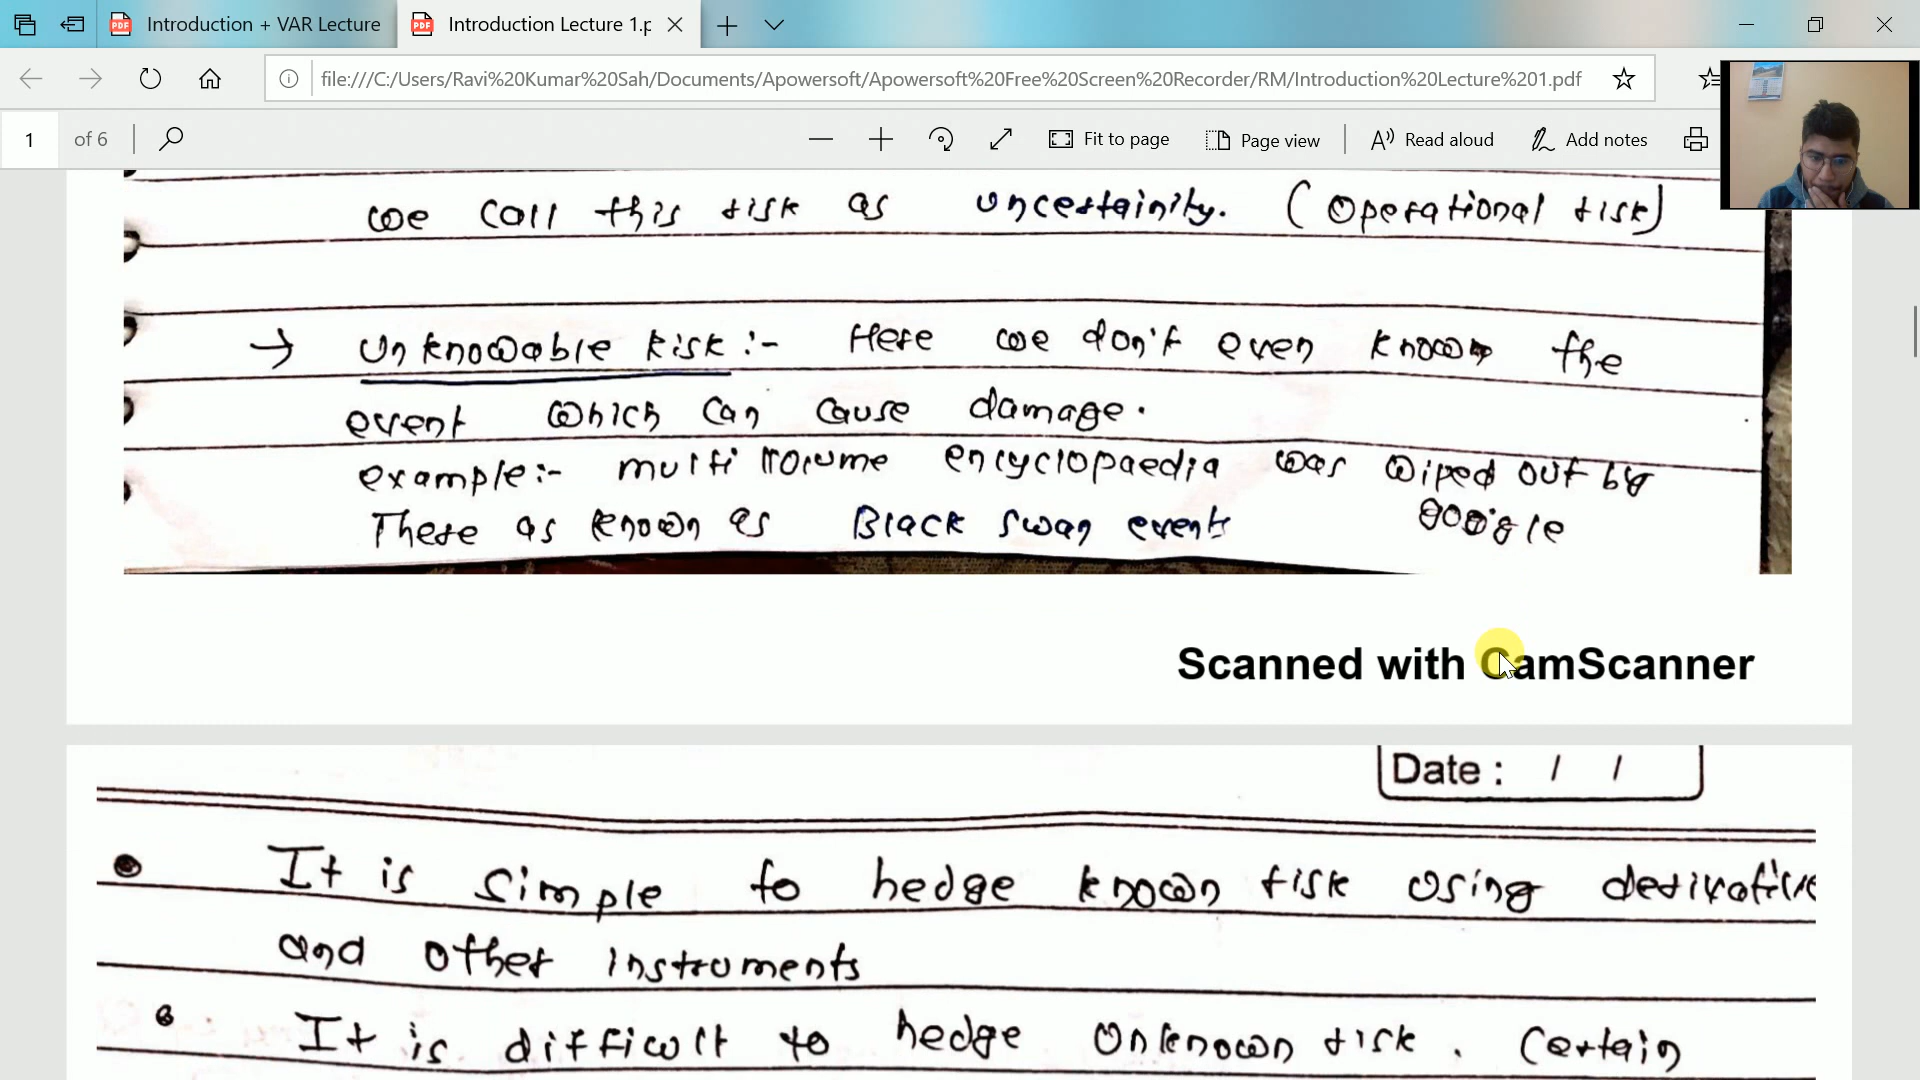 Introduction + VAR Lecture
Introduction Lecture 1.p
file:///C:/Users/Ravi%20Kumar%20Sah/Documents/Apowersoft/Apowersoft%20Free%20Screen%20Recorder/RM/Introduction%20Lecture%201.pdf
1 of 6
Fit to page
Page view
Read aloud
Add notes
we call this risk as uncertainity. (operational risk)
→ Unknowable Risk :- Here we don't even known the
event which can cause damage.
example:- multi volume encyclopaedia was wiped out by
google
These as known as Black swan events
Scanned with CamScanner
Date : / /
It is simple to hedge known risk using derivative
and other instruments
It is difficult to hedge unknown risk. Certain